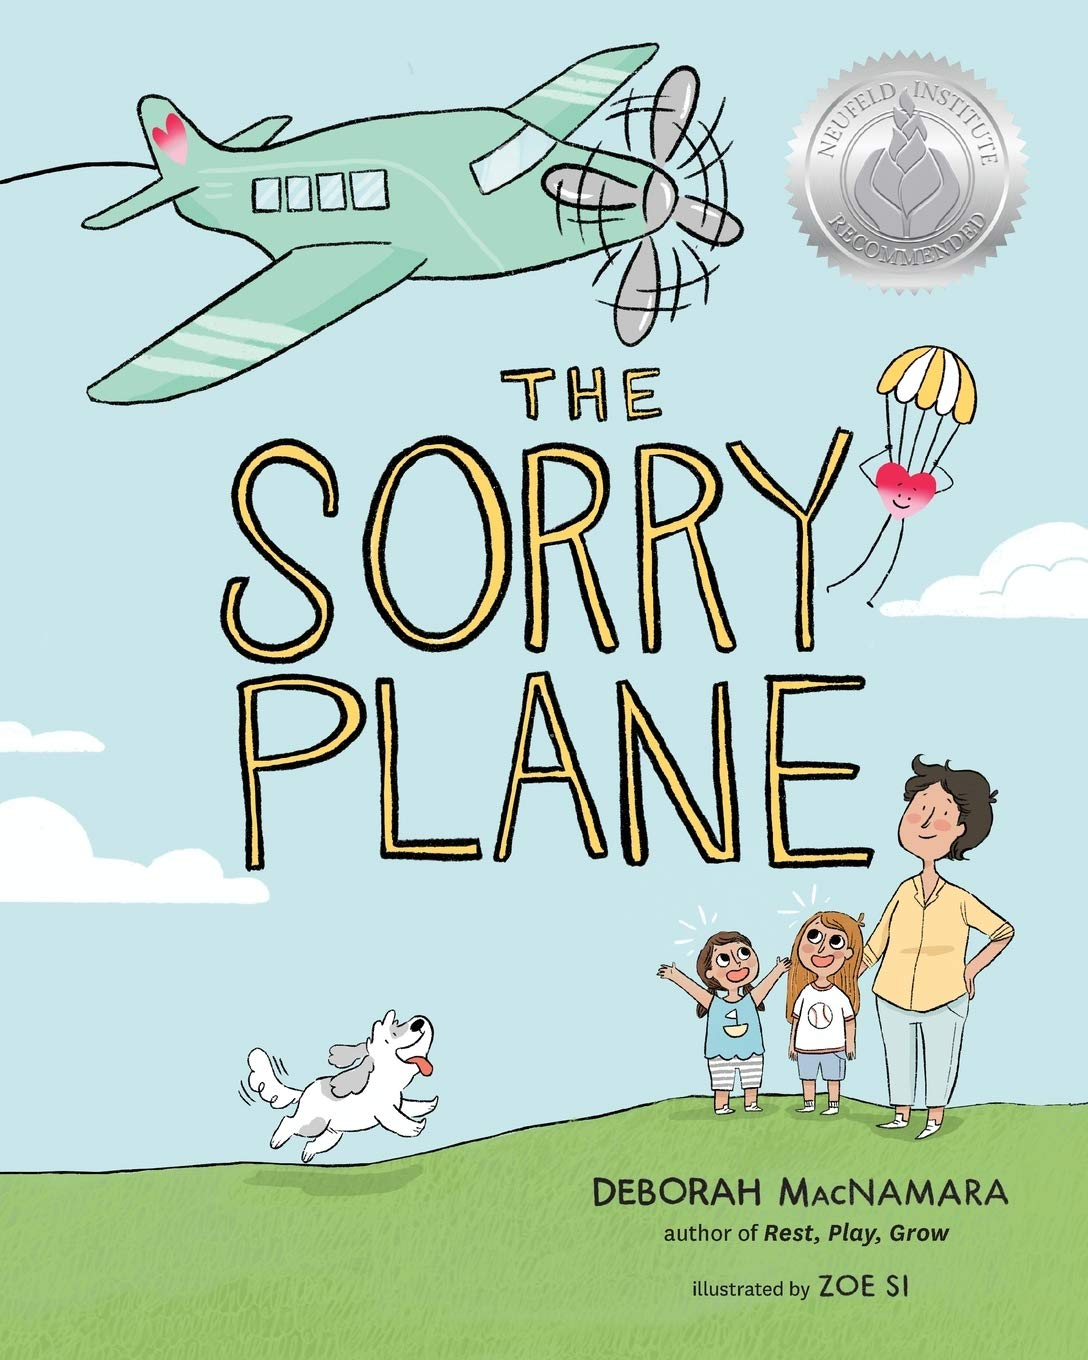 NEUFELD INSTITUTE
RECOMMENDED
THE
SORRY
PLANE
DEBORAH MacNAMARA
author of Rest, Play, Grow
illustrated by ZOE SI